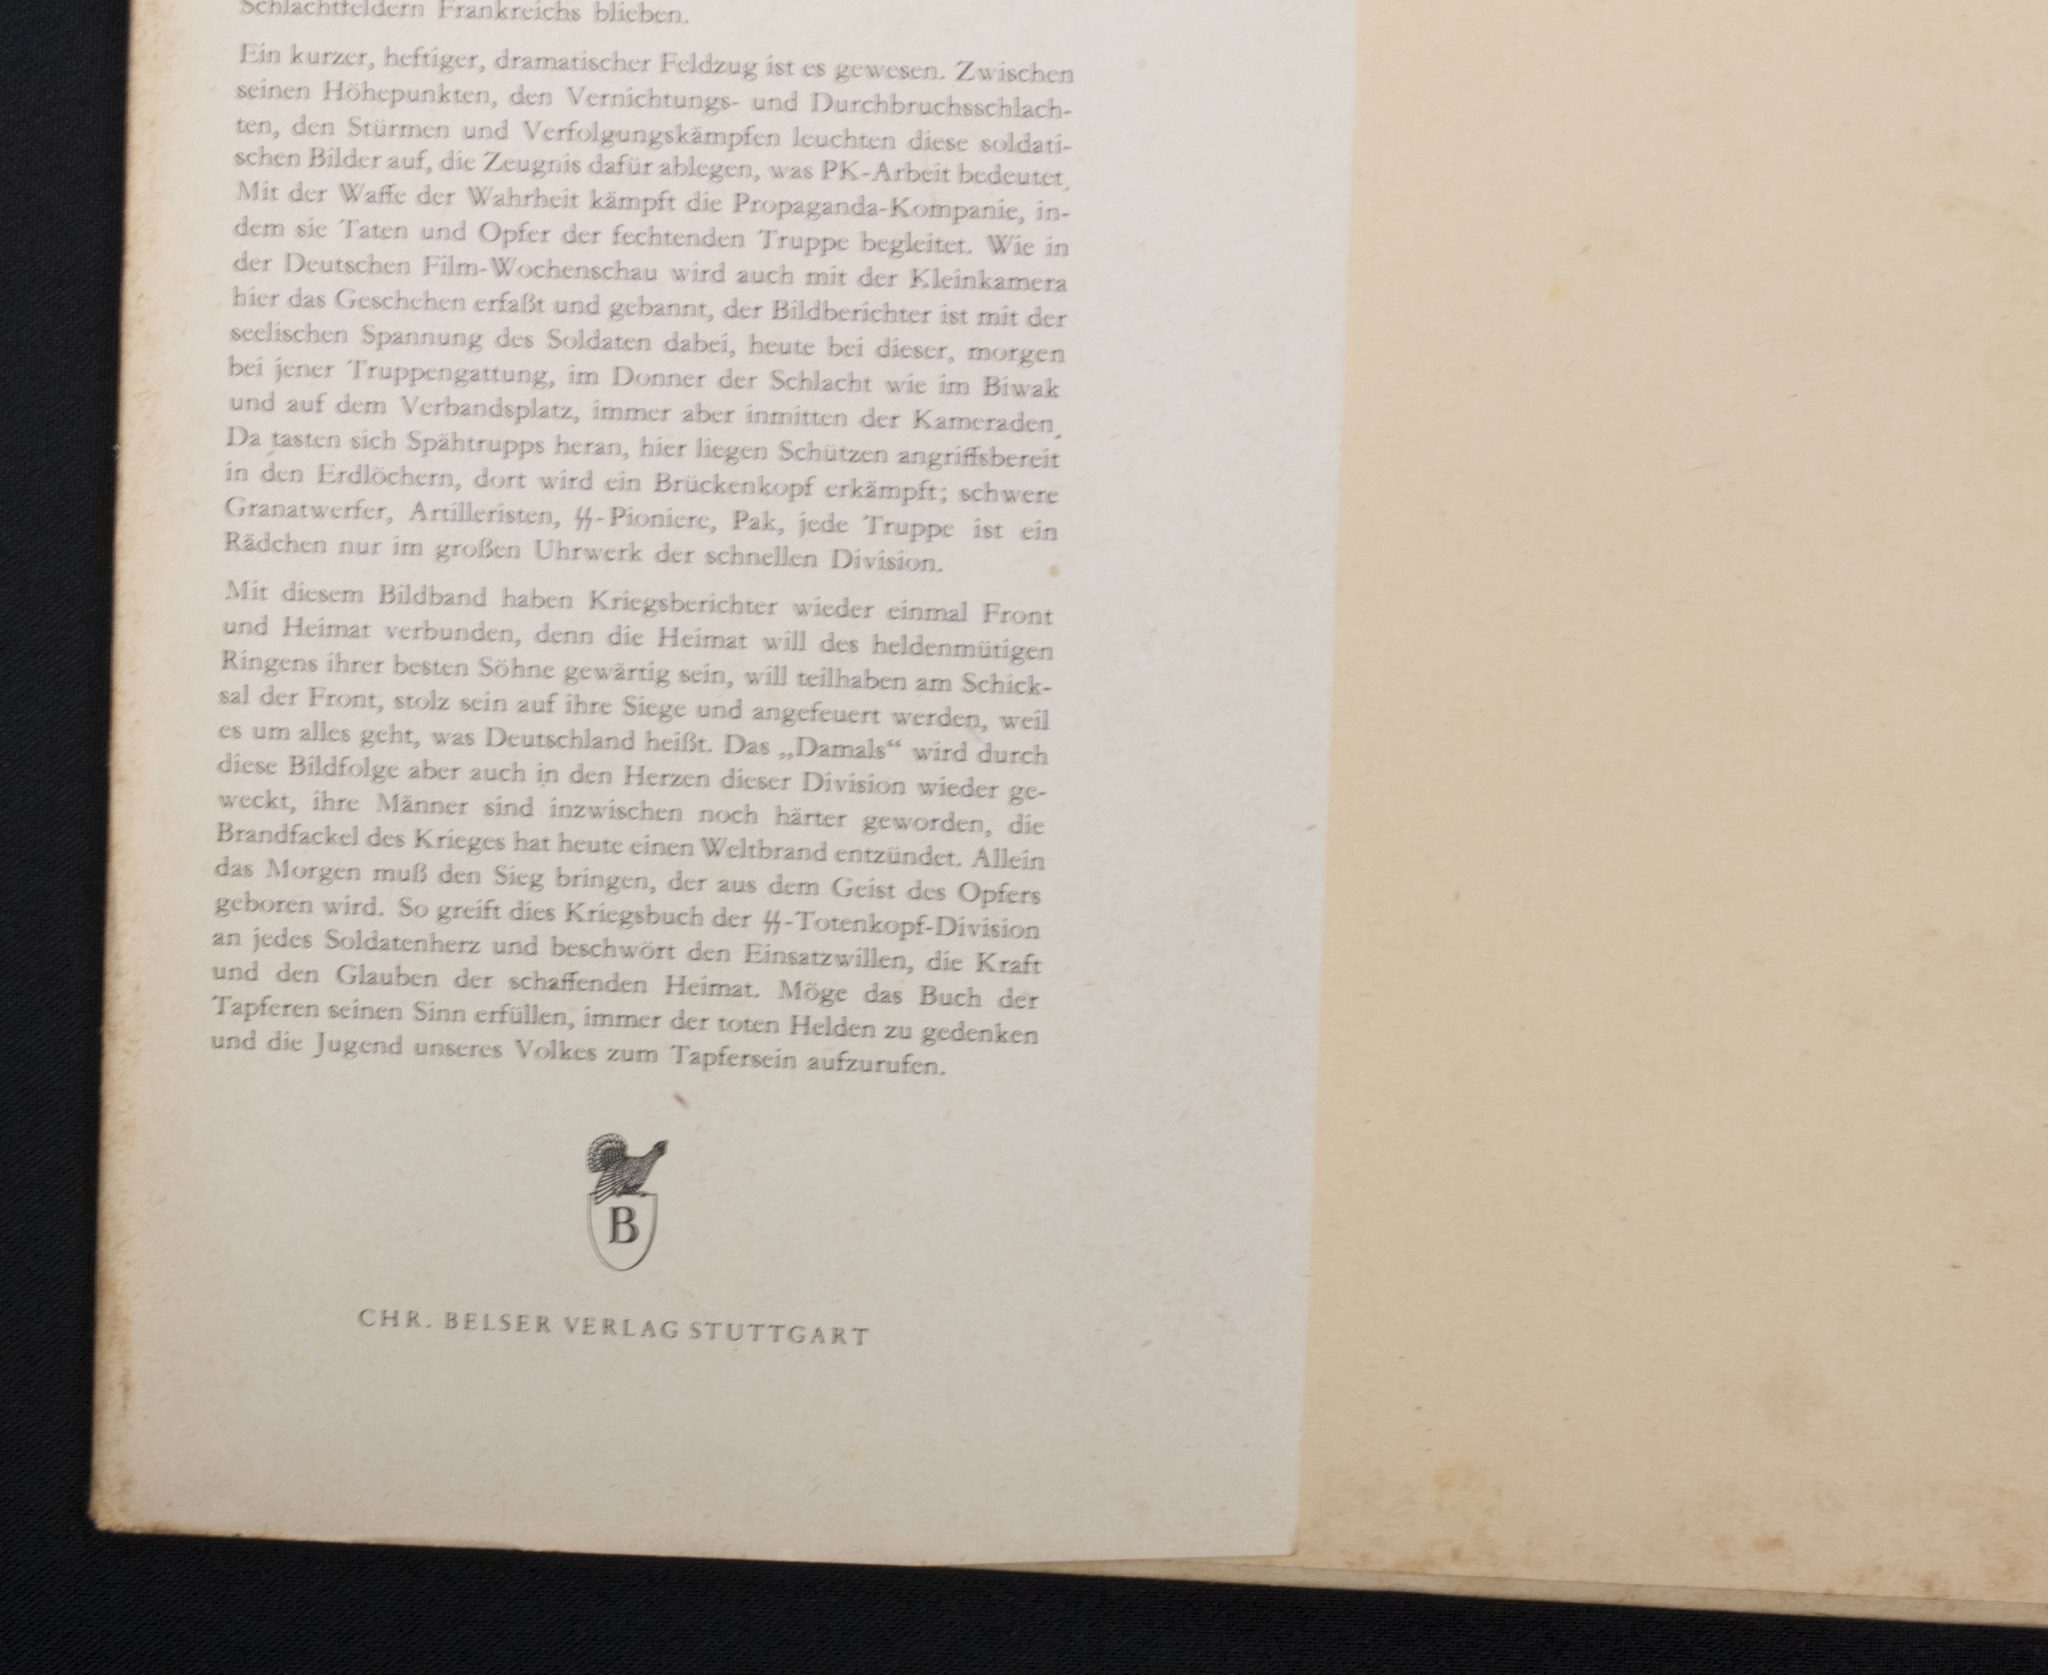 Schlachtfeldern Frankreichs blieben.
Ein kurzer, heftiger, dramatischer Feldzug ist es gewesen. Zwischen
seinen Höhepunkten, den Vernichtungs- und Durchbruchsschlach-
ten, den Stürmen und Verfolgungskämpfen leuchten diese soldati-
schen Bilder auf, die Zeugnis dafür ablegen, was PK-Arbeit bedeutet.
Mit der Waffe der Wahrheit kämpft die Propaganda-Kompanie, in-
dem sie Taten und Opfer der fechtenden Truppe begleitet. Wie in
der Deutschen Film-Wochenschau wird auch mit der Kleinkamera
hier das Geschehen erfaßt und gebannt, der Bildberichter ist mit der
seelischen Spannung des Soldaten dabei, heute bei dieser, morgen
bei jener Truppengattung, im Donner der Schlacht wie im Biwak
und auf dem Verbandsplatz, immer aber inmitten der Kameraden.
Da tasten sich Spähtrupps heran, hier liegen Schützen angriffsbereit
in den Erdlöchern, dort wird ein Brückenkopf erkämpft; schwere
Granatwerfer, Artilleristen, ᛋᛋ-Pioniere, Pak, jede Truppe ist ein
Rädchen nur im großen Uhrwerk der schnellen Division.
Mit diesem Bildband haben Kriegsberichter wieder einmal Front
und Heimat verbunden, denn die Heimat will des heldenmütigen
Ringens ihrer besten Söhne gewärtig sein, will teilhaben am Schick-
sal der Front, stolz sein auf ihre Siege und angefeuert werden, weil
es um alles geht, was Deutschland heißt. Das „Damals“ wird durch
diese Bildfolge aber auch in den Herzen dieser Division wieder ge-
weckt, ihre Männer sind inzwischen noch härter geworden, die
Brandfackel des Krieges hat heute einen Weltbrand entzündet. Allein
das Morgen muß den Sieg bringen, der aus dem Geist des Opfers
geboren wird. So greift dies Kriegsbuch der ᛋᛋ-Totenkopf-Division
an jedes Soldatenherz und beschwört den Einsatzwillen, die Kraft
und den Glauben der schaffenden Heimat. Möge das Buch der
Tapferen seinen Sinn erfüllen, immer der toten Helden zu gedenken
und die Jugend unseres Volkes zum Tapfersein aufzurufen.
B
CHR. BELSER VERLAG STUTTGART